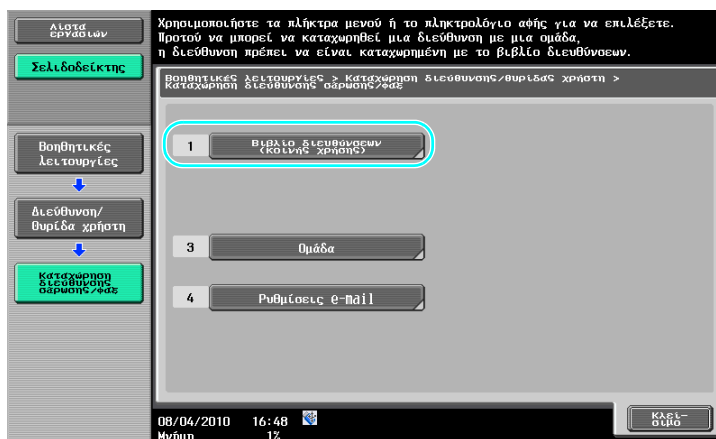 Λίστα
εργασιών
Σελιδοδείκτης
Χρησιμοποιήστε τα πλήκτρα μενού ή το πληκτρολόγιο αφής για να επιλέξετε.
Προτού να μπορεί να καταχωρηθεί μια διεύθυνση με μια ομάδα,
η διεύθυνση πρέπει να είναι καταχωρημένη με το βιβλίο διευθύνσεων.
Βοηθητικές λειτουργίες > Καταχώρηση διεύθυνσης/θυρίδας χρήστη >
Καταχώρηση διεύθυνσης σάρωσης/φαξ
Βοηθητικές
λειτουργίες
Διεύθυνση/
θυρίδα χρήστη
Καταχώρηση
διεύθυνσης
σάρωσης/φαξ
1 Βιβλίο διευθύνσεων
(κοινής χρήσης)
3 Ομάδα
4 Ρυθμίσεις e-mail
08/04/2010 16:48
Μνήμη 1%
Κλεί-
σιμο